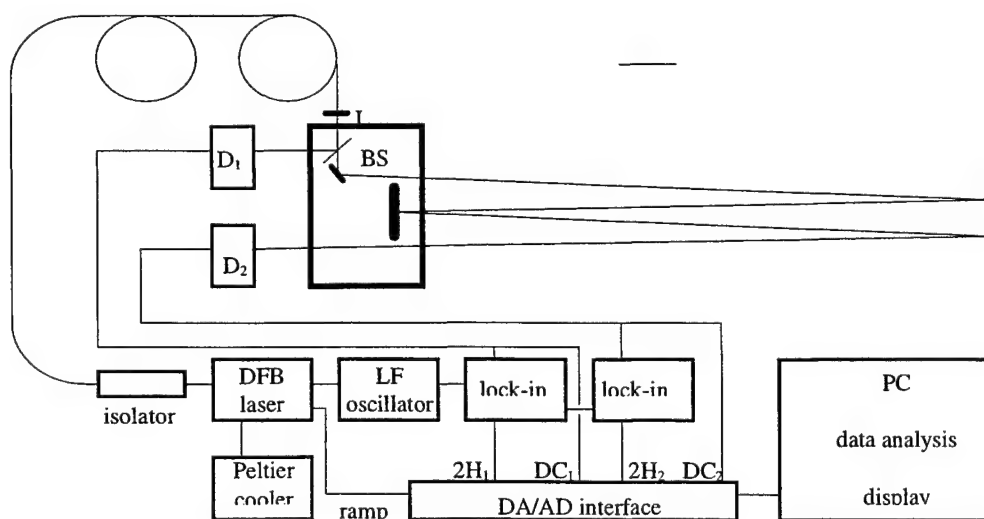 D₁
BS
D₂
isolator
DFB
laser
LF
oscillator
lock-in
lock-in
PC
data analysis
display
Peltier
cooler
ramp
2H₁
DC₁
2H₂
DC₂
DA/AD interface